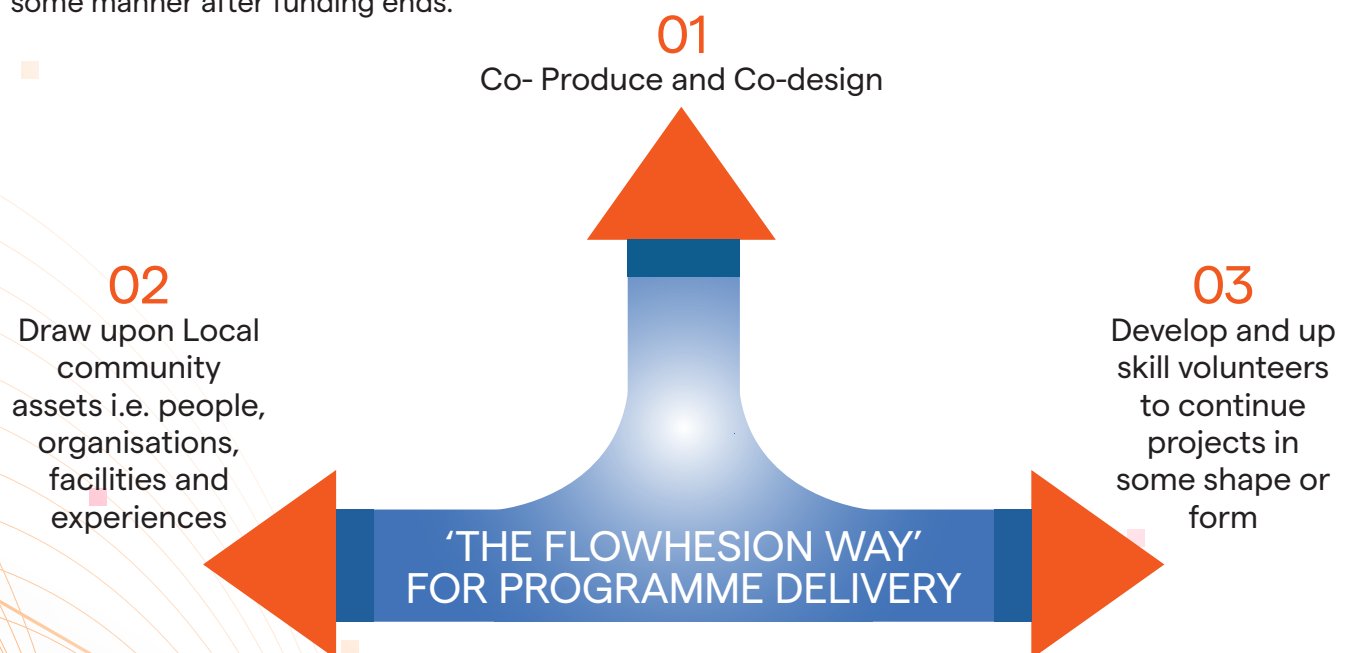 some manner after funding ends.
01
Co- Produce and Co-design
02
Draw upon Local
community
assets i.e. people,
organisations,
facilities and
experiences
03
Develop and up
skill volunteers
to continue
projects in
some shape or
form
‘THE FLOWHESION WAY’
FOR PROGRAMME DELIVERY